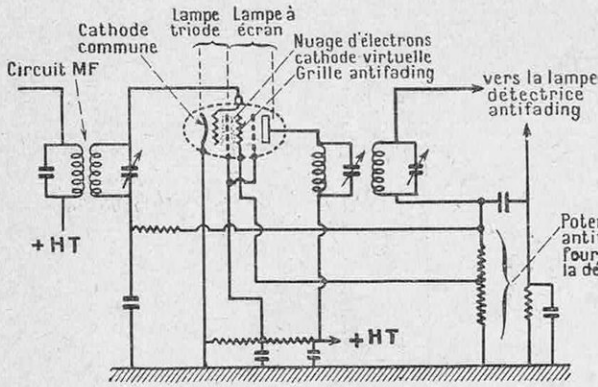 Lampe
triode
Lampe à
écran
Cathode
commune
Nuage d'électrons
cathode virtuelle
Grille antifading
Circuit MF
vers la lampe
détectrice
antifading
+HT
+HT